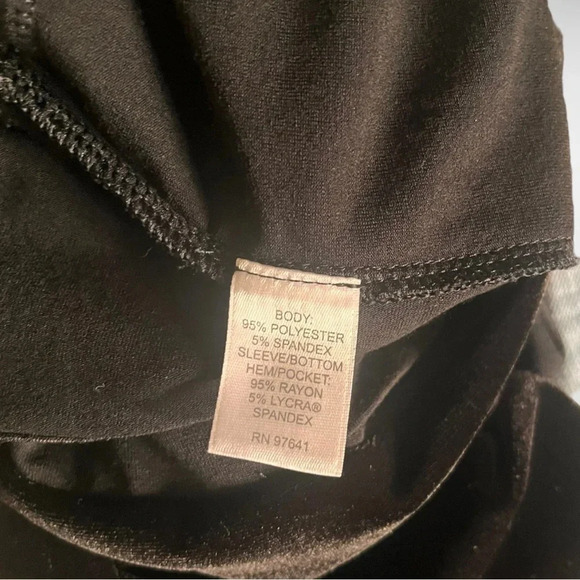 BODY:
95% POLYESTER
5% SPANDEX
SLEEVE/BOTTOM
HEM/POCKET:
95% RAYON
5% LYCRA®
SPANDEX
RN 97641